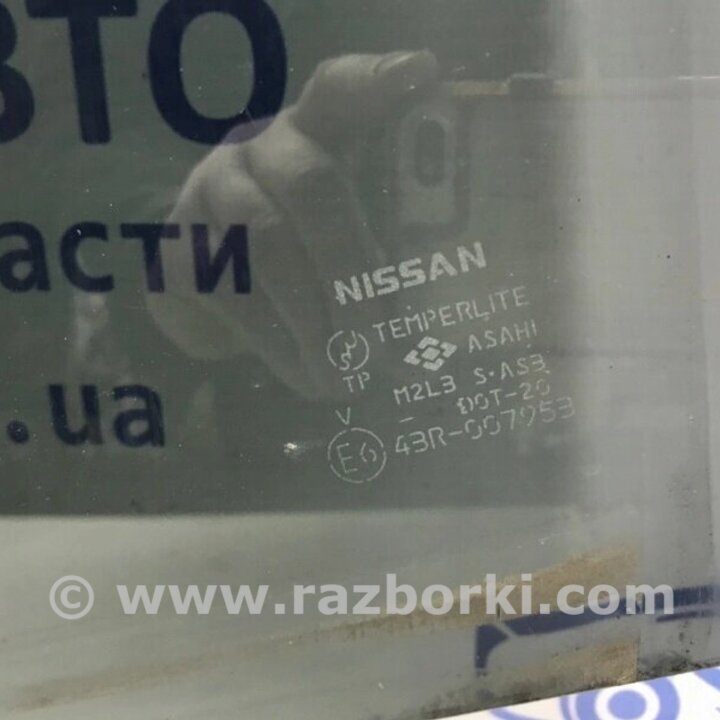 ВТО
асти
.ua
NISSAN
TEMPERLITE
ASAHI
TP
M2L3 S·AS3
V – DOT-20
E6 43R-007953
© www.razborki.com